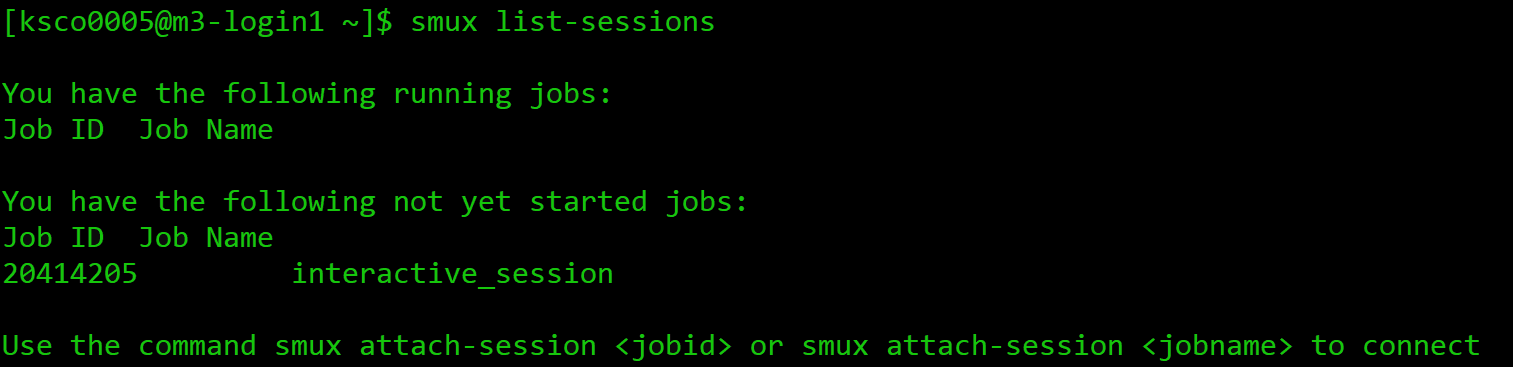 [ksco0005@m3-login1 ~]$ smux list-sessions
You have the following running jobs:
Job ID  Job Name
You have the following not yet started jobs:
Job ID  Job Name
20414205         interactive_session
Use the command smux attach-session <jobid> or smux attach-session <jobname> to connect